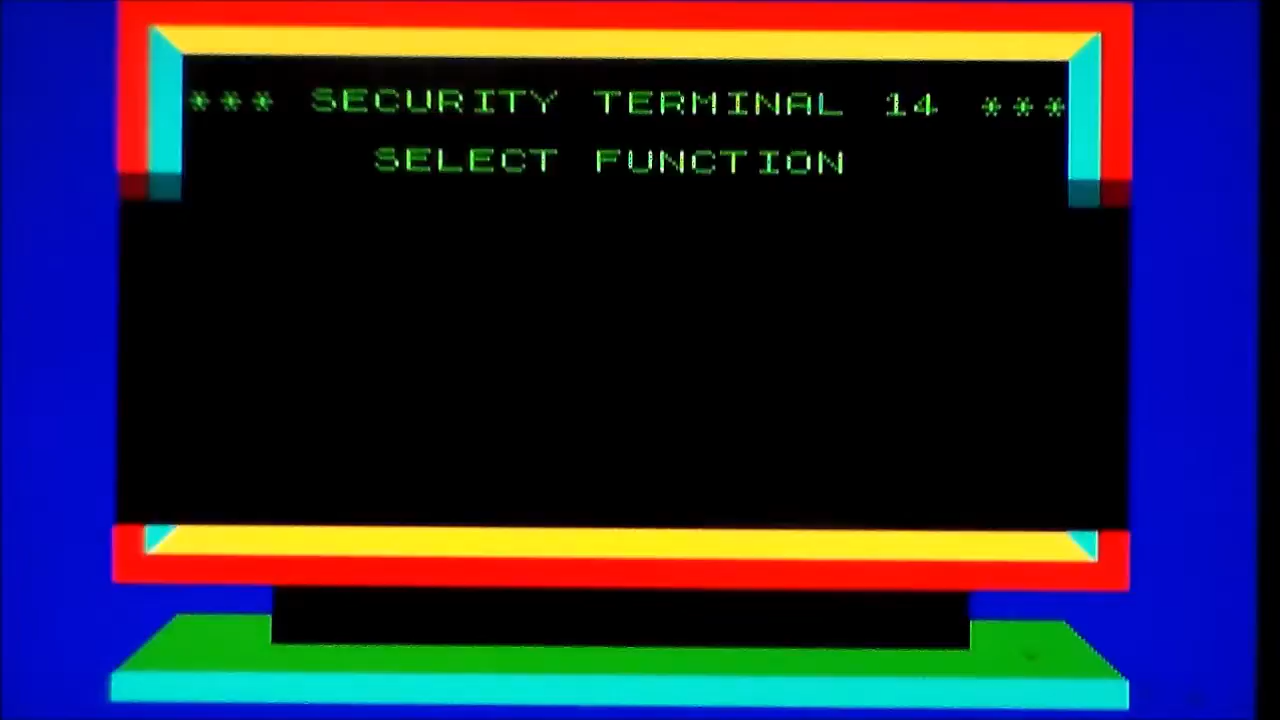 *** SECURITY TERMINAL 14 ***
SELECT FUNCTION